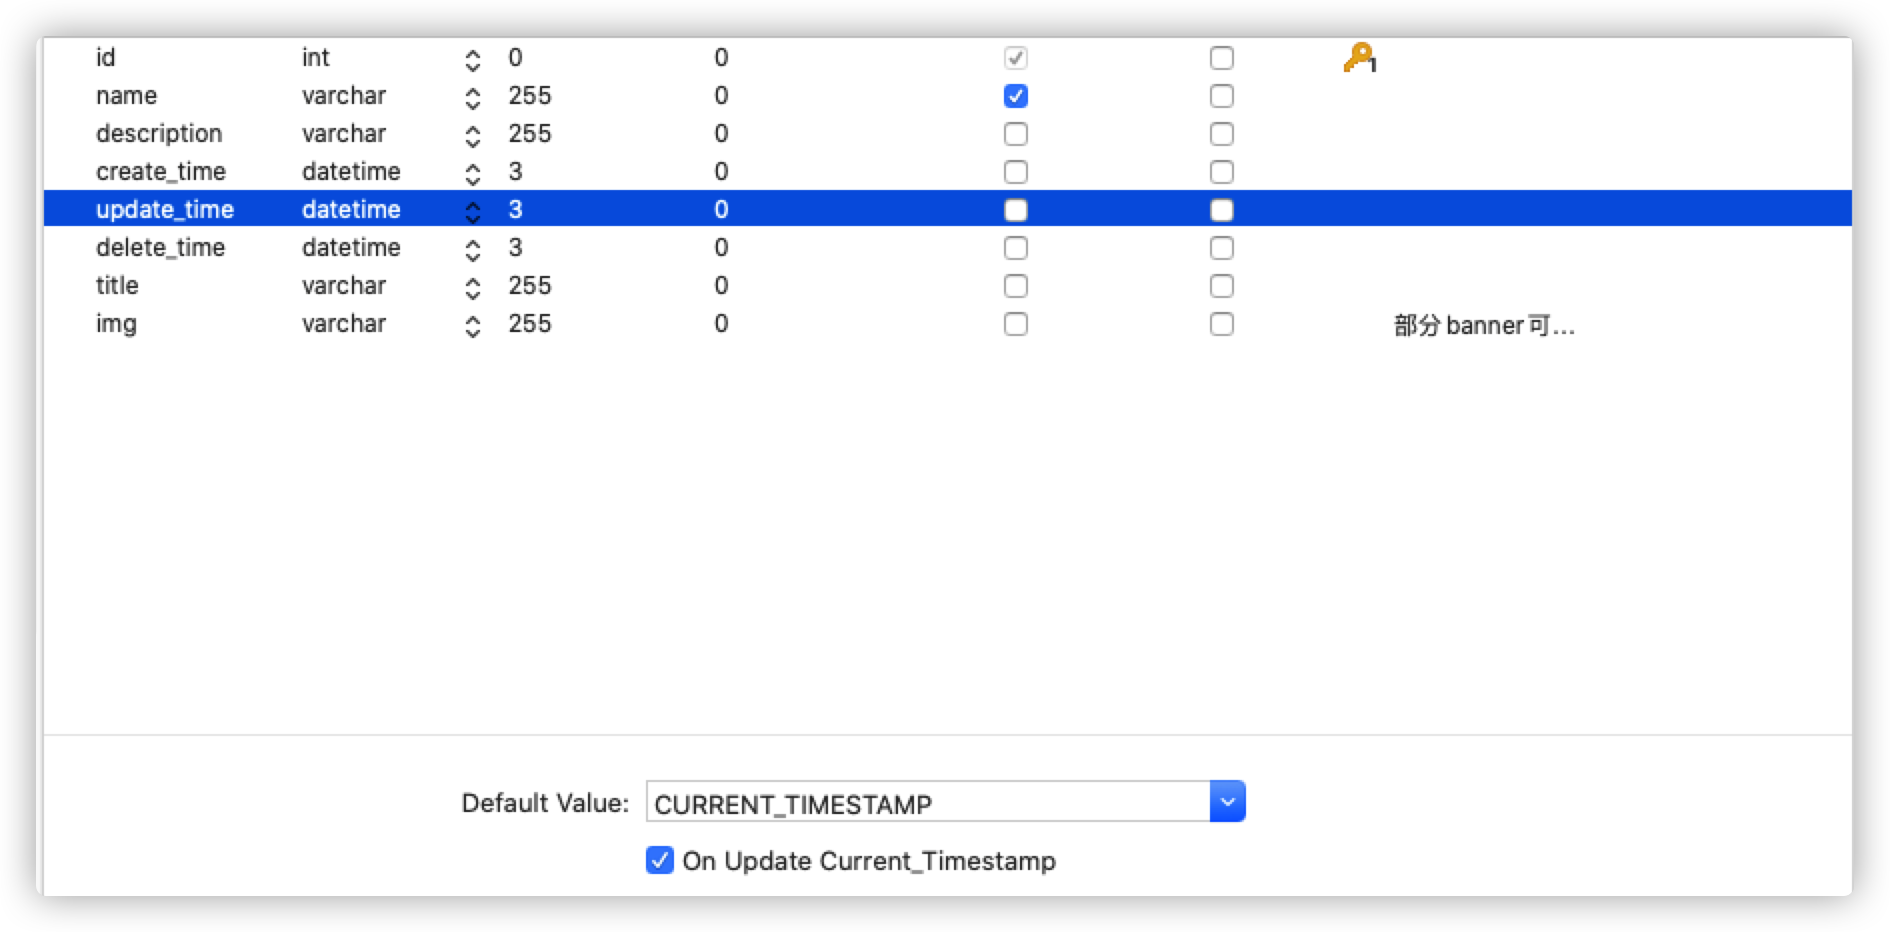 id int 0 0 1
name varchar 255 0
description varchar 255 0
create_time datetime 3 0
update_time datetime 3 0
delete_time datetime 3 0
title varchar 255 0
img varchar 255 0 部分 banner 可...
Default Value: CURRENT_TIMESTAMP
On Update Current_Timestamp